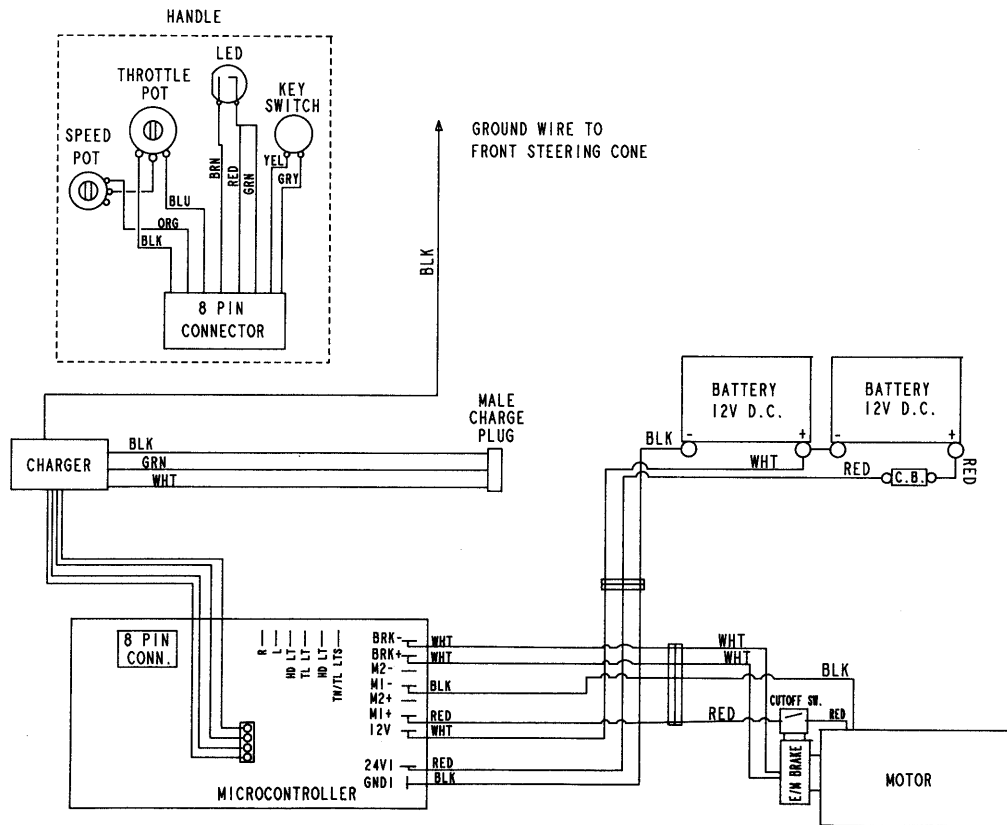 HANDLE
LED
THROTTLE
POT
KEY
SWITCH
SPEED
POT
GROUND WIRE TO
FRONT STEERING CONE
BRN
RED
GRN
YEL
GRY
BLU
ORG
BLK
BLK
8 PIN
CONNECTOR
BATTERY
12V D.C.
- +
BATTERY
12V D.C.
- +
MALE
CHARGE
PLUG
CHARGER
BLK
GRN
WHT
BLK
WHT
RED
C.B.
RED
8 PIN
CONN.
R
L
HD LT
TL LT
HD LT
TW/TL LTS
BRK-
WHT
BRK+
WHT
M2-
M1-
BLK
M2+
M1+
RED
12V
WHT
24V1
RED
GND1
BLK
MICROCONTROLLER
WHT
WHT
BLK
CUTOFF SW.
RED
RED
E/M BRAKE
MOTOR